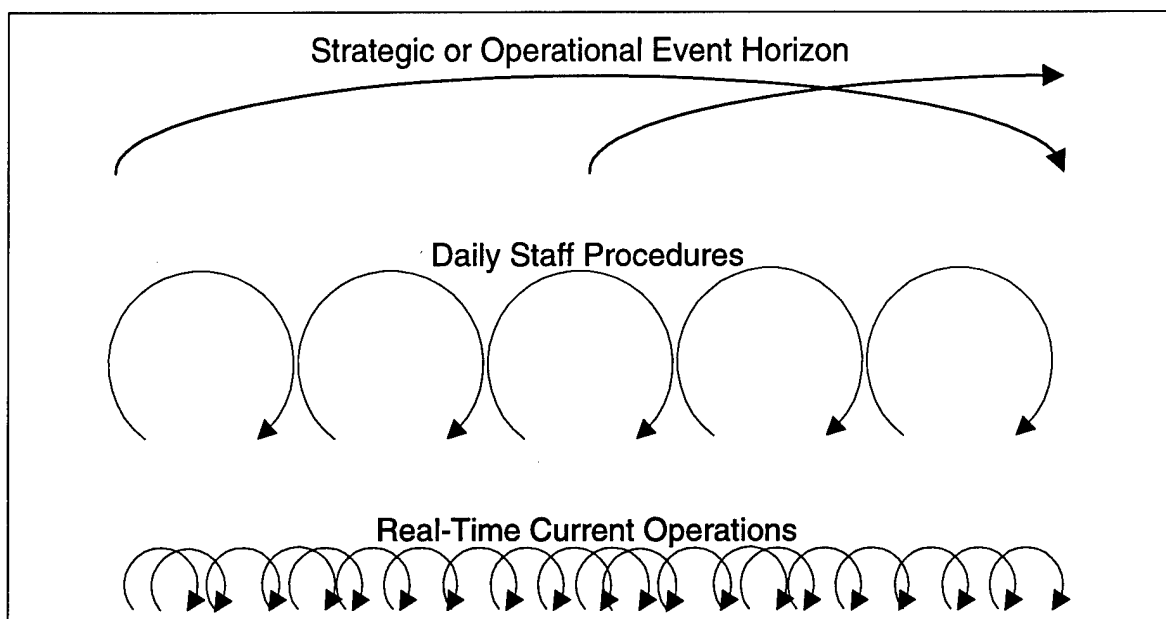 Strategic or Operational Event Horizon
Daily Staff Procedures
Real-Time Current Operations